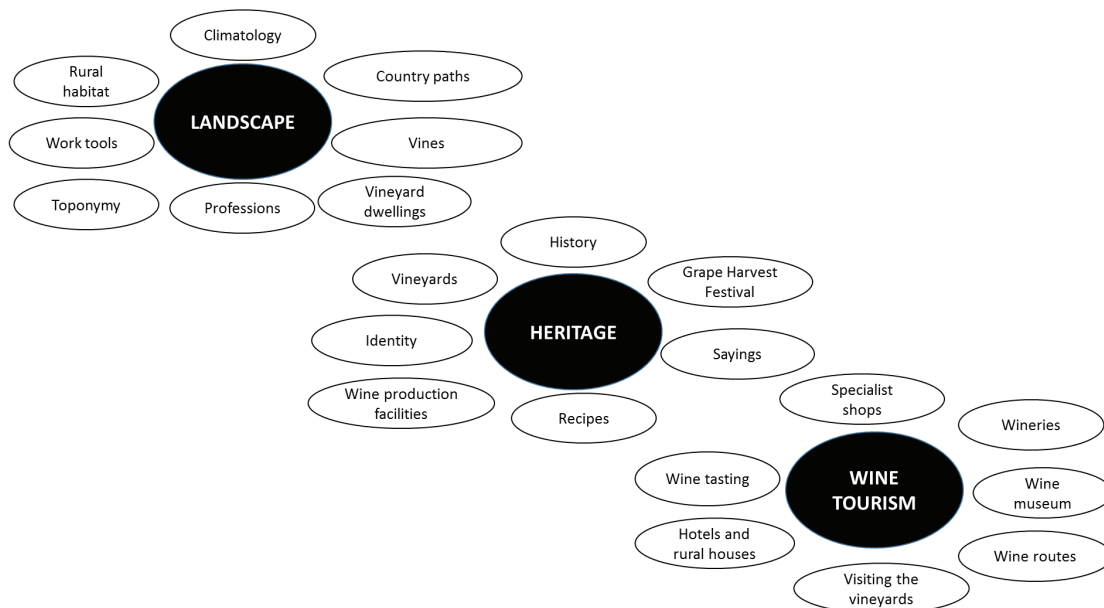 Climatology
Rural
habitat
Country paths
LANDSCAPE
Work tools
Vines
Toponymy
Professions
Vineyard
dwellings
History
Vineyards
Grape Harvest
Festival
HERITAGE
Identity
Sayings
Wine production
facilities
Recipes
Specialist
shops
Wineries
Wine tasting
WINE
TOURISM
Wine
museum
Hotels and
rural houses
Wine routes
Visiting the
vineyards